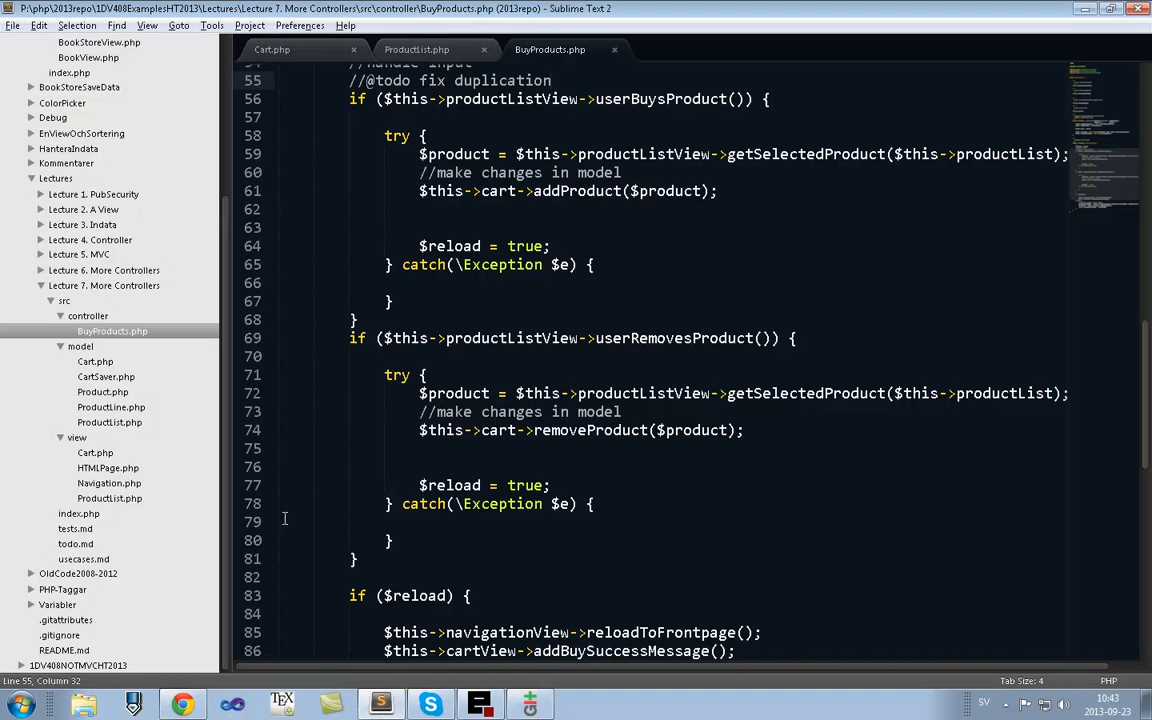 P:\php\2013repo\1DV408ExamplesHT2013\Lectures\Lecture 7. More Controllers\src\controller\BuyProducts.php (2013repo) - Sublime Text 2
File Edit Selection Find View Goto Tools Project Preferences Help
BookStoreView.php
BookView.php
index.php
BookStoreSaveData
ColorPicker
Debug
EnViewOchSortering
HanteraIndata
Kommentarer
Lectures
Lecture 1. PubSecurity
Lecture 2. A View
Lecture 3. Indata
Lecture 4. Controller
Lecture 5. MVC
Lecture 6. More Controllers
Lecture 7. More Controllers
src
controller
BuyProducts.php
model
Cart.php
CartSaver.php
Product.php
ProductLine.php
ProductList.php
view
Cart.php
HTMLPage.php
Navigation.php
ProductList.php
index.php
tests.md
todo.md
usecases.md
OldCode2008-2012
PHP-Taggar
Variabler
.gitattributes
.gitignore
README.md
1DV408NOTMVCHT2013
Cart.php ProductList.php BuyProducts.php
54 //handle input
55 //@todo fix duplication
56 if ($this->productListView->userBuysProduct()) {
57
58 try {
59 $product = $this->productListView->getSelectedProduct($this->productList);
60 //make changes in model
61 $this->cart->addProduct($product);
62
63
64 $reload = true;
65 } catch(\Exception $e) {
66
67 }
68 }
69 if ($this->productListView->userRemovesProduct()) {
70
71 try {
72 $product = $this->productListView->getSelectedProduct($this->productList);
73 //make changes in model
74 $this->cart->removeProduct($product);
75
76
77 $reload = true;
78 } catch(\Exception $e) {
79
80 }
81 }
82
83 if ($reload) {
84
85 $this->navigationView->reloadToFrontpage();
86 $this->cartView->addBuySuccessMessage();
Line 55, Column 32 Tab Size: 4 PHP
TEX SV 10:43
2013-09-23